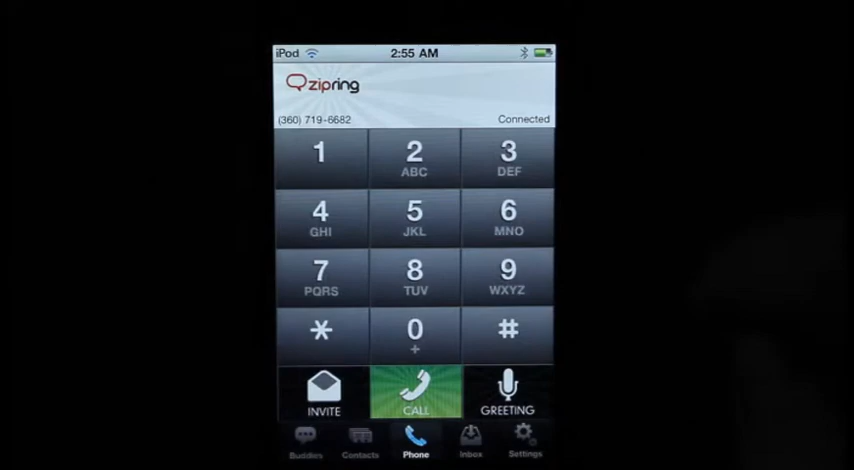 iPod 2:55 AM
zipring
(360) 719-6682 Connected
1 2 3
ABC DEF
4 5 6
GHI JKL MNO
7 8 9
PQRS TUV WXYZ
* 0 #
+
INVITE CALL GREETING
Buddies Contacts Phone Inbox Settings